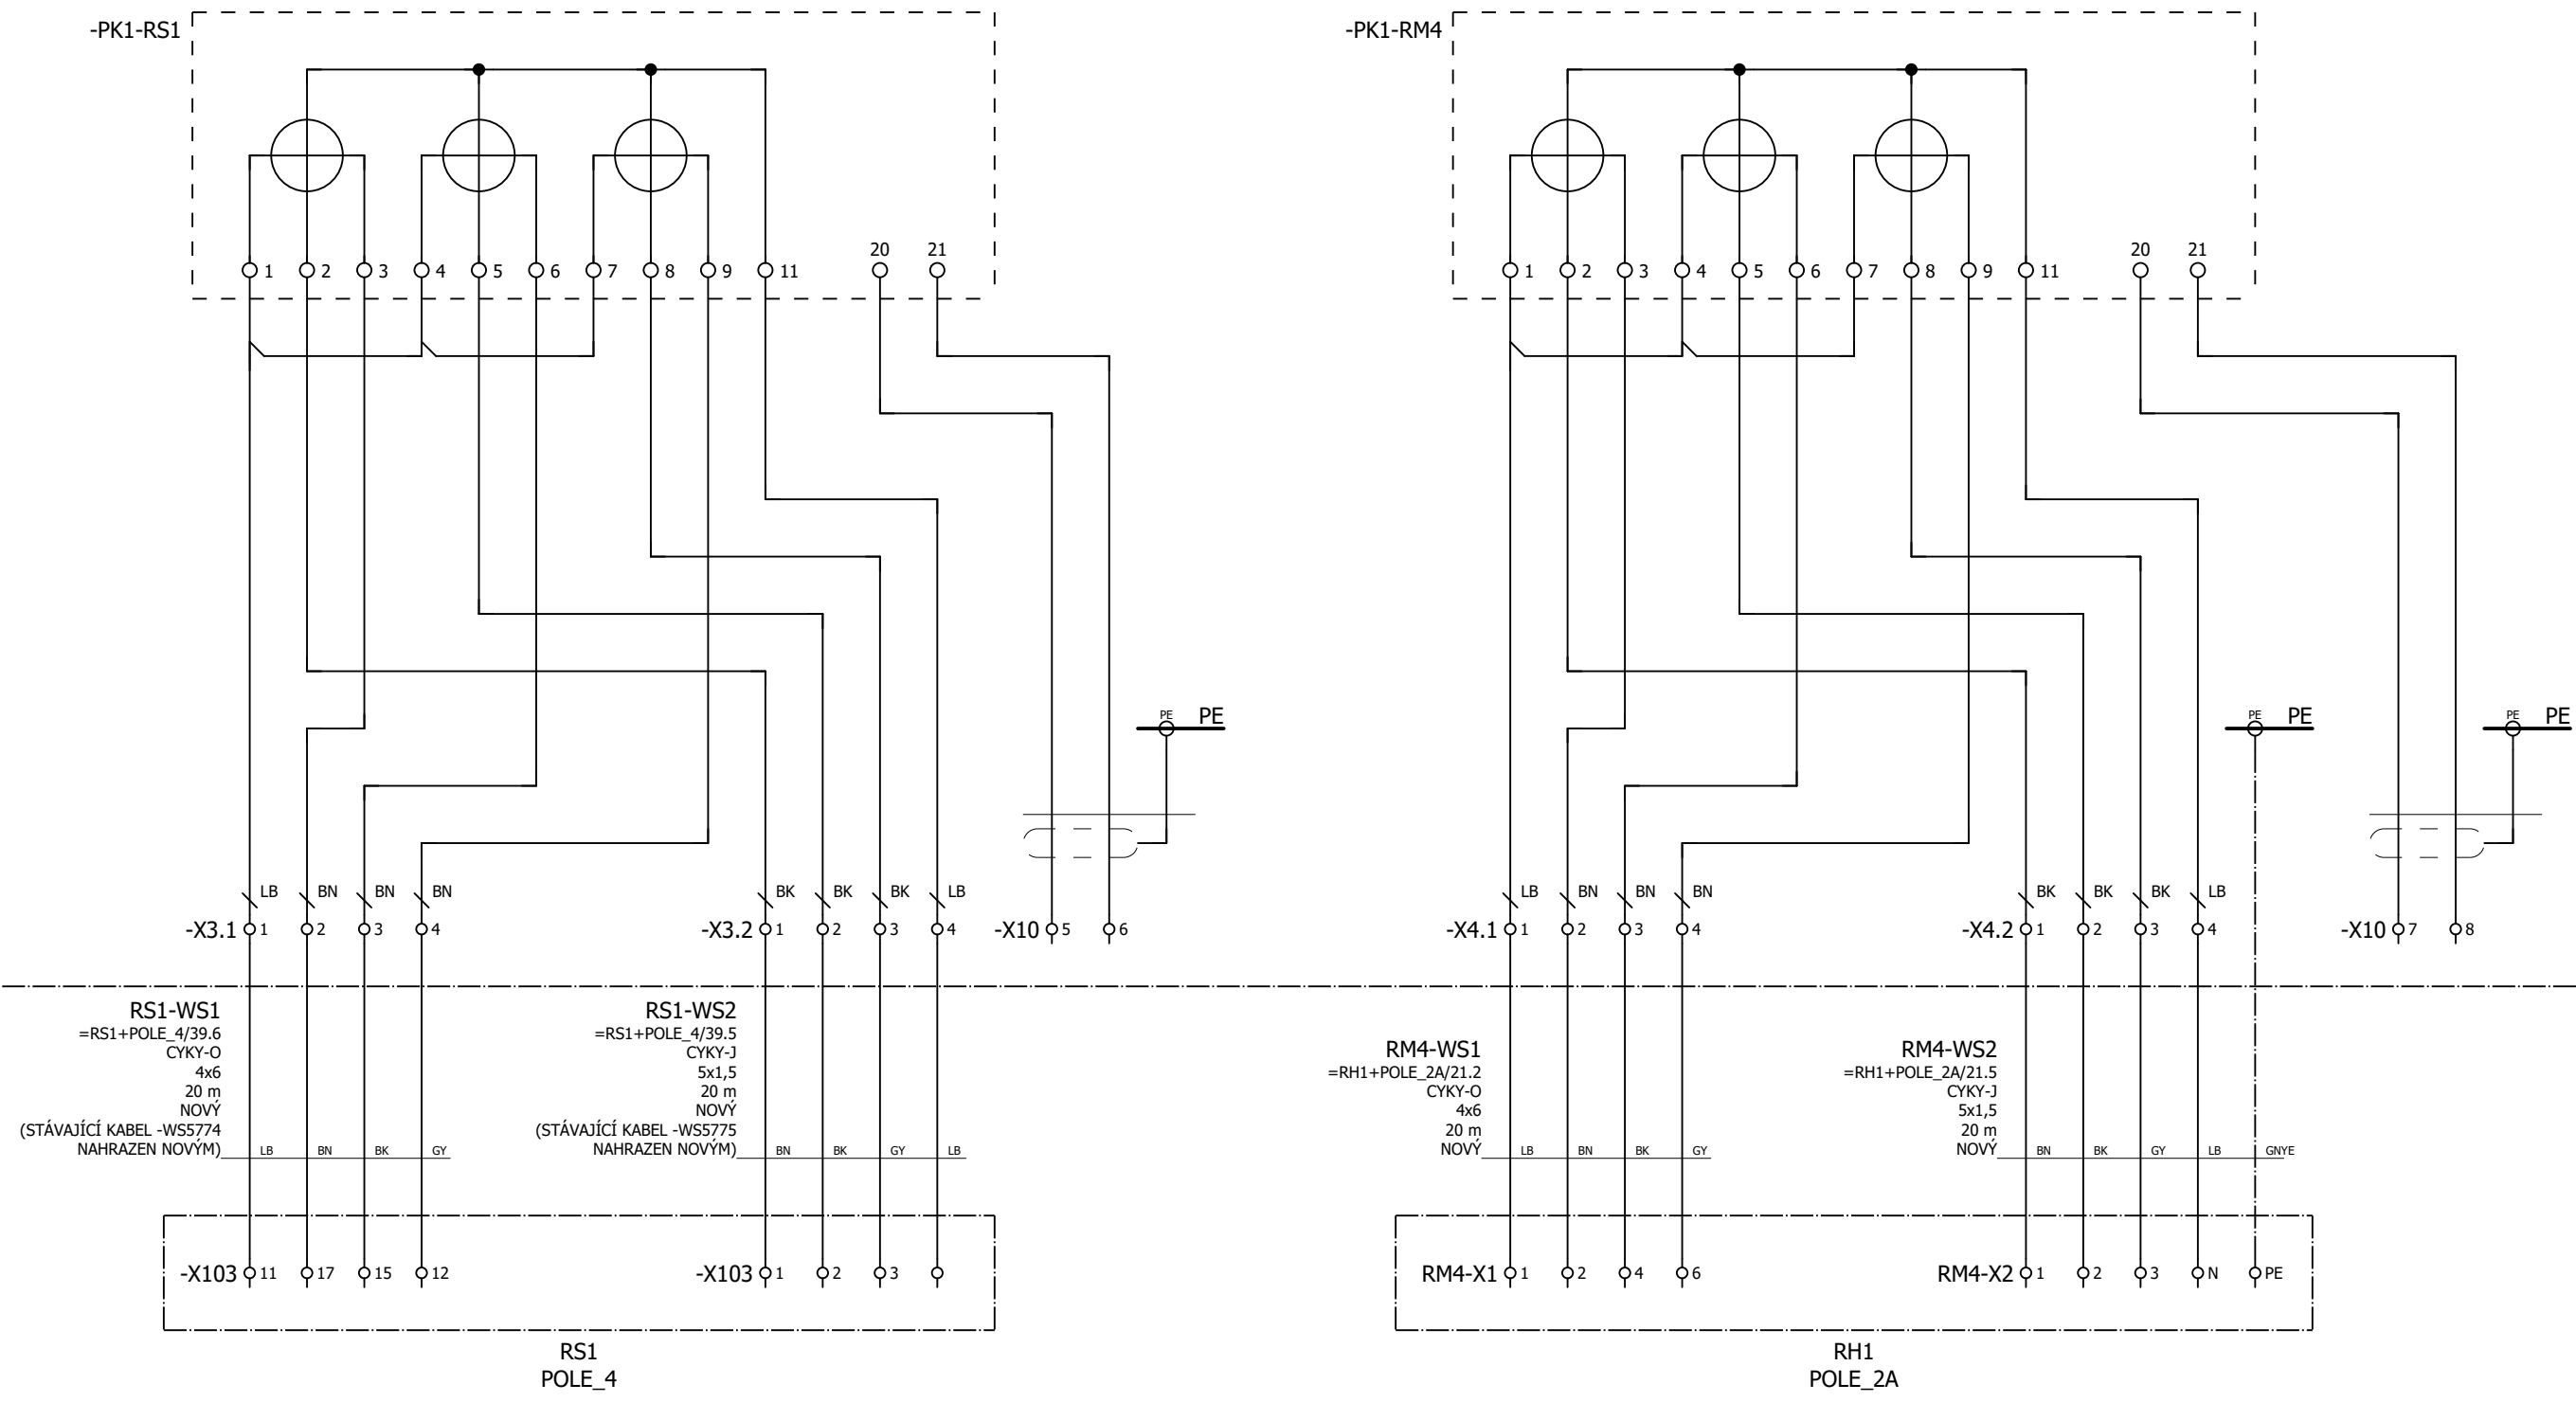 -PK1-RS1
-PK1-RM4
20 21
20 21
1 2 3 4 5 6 7 8 9 11
1 2 3 4 5 6 7 8 9 11
PE PE
PE PE
PE PE
LB BN BN BN
BK BK BK LB
LB BN BN BN
BK BK BK LB
-X3.1 1 2 3 4
-X3.2 1 2 3 4
-X10 5 6
-X4.1 1 2 3 4
-X4.2 1 2 3 4
-X10 7 8
RS1-WS1
=RS1+POLE_4/39.6
CYKY-O
4x6
20 m
NOVÝ
(STÁVAJÍCÍ KABEL -WS5774
NAHRAZEN NOVÝM)
LB BN BK GY
RS1-WS2
=RS1+POLE_4/39.5
CYKY-J
5x1,5
20 m
NOVÝ
(STÁVAJÍCÍ KABEL -WS5775
NAHRAZEN NOVÝM)
BN BK GY LB
RM4-WS1
=RH1+POLE_2A/21.2
CYKY-O
4x6
20 m
NOVÝ
LB BN BK GY
RM4-WS2
=RH1+POLE_2A/21.5
CYKY-J
5x1,5
20 m
NOVÝ
BN BK GY LB GNYE
-X103 11 17 15 12
-X103 1 2 3
RM4-X1 1 2 4 6
RM4-X2 1 2 3 N PE
RS1
POLE_4
RH1
POLE_2A